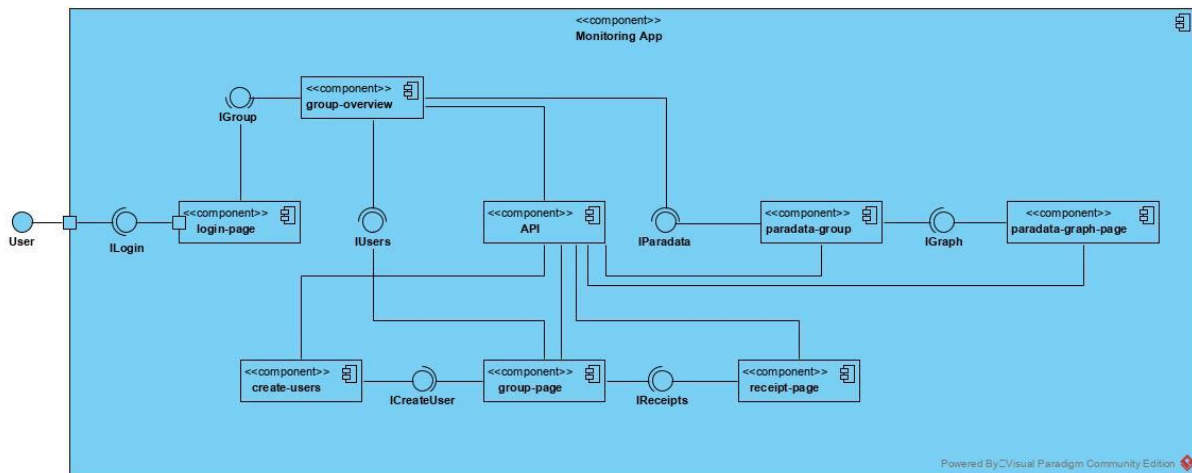 <<component>>
Monitoring App
<<component>>
group-overview
IGroup
<<component>>
login-page
User
ILogin
IUsers
<<component>>
API
IParadata
<<component>>
paradata-group
IGraph
<<component>>
paradata-graph-page
<<component>>
create-users
ICreateUser
<<component>>
group-page
IReceipts
<<component>>
receipt-page
Powered By Visual Paradigm Community Edition